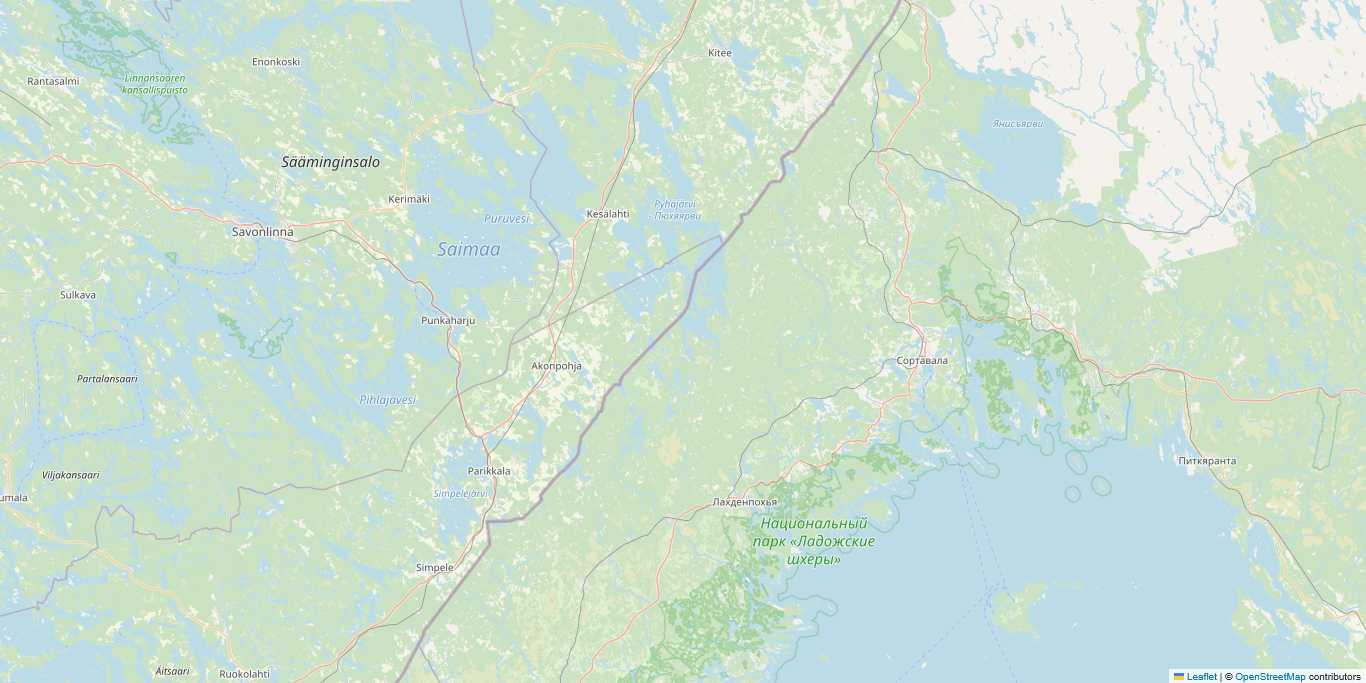 Kitee
Enonkoski
Rantasalmi
Linnansaaren
kansallispuisto
Янисъярви
Sääminginsalo
Kerimäki
Pyhäjärvi
- Пюхяярви
Puruvesi
Kesälahti
Savonlinna
Saimaa
Sulkava
Punkaharju
Сортавала
Akonpohja
Partalansaari
Pihlajavesi
Питкяранта
Parikkala
Viljakansaari
Simpelejärvi
umala
Лахденпохья
Национальный
парк «Ладожские
шхеры»
Simpele
Äitsaari
Ruokolahti
Leaflet | © OpenStreetMap contributors